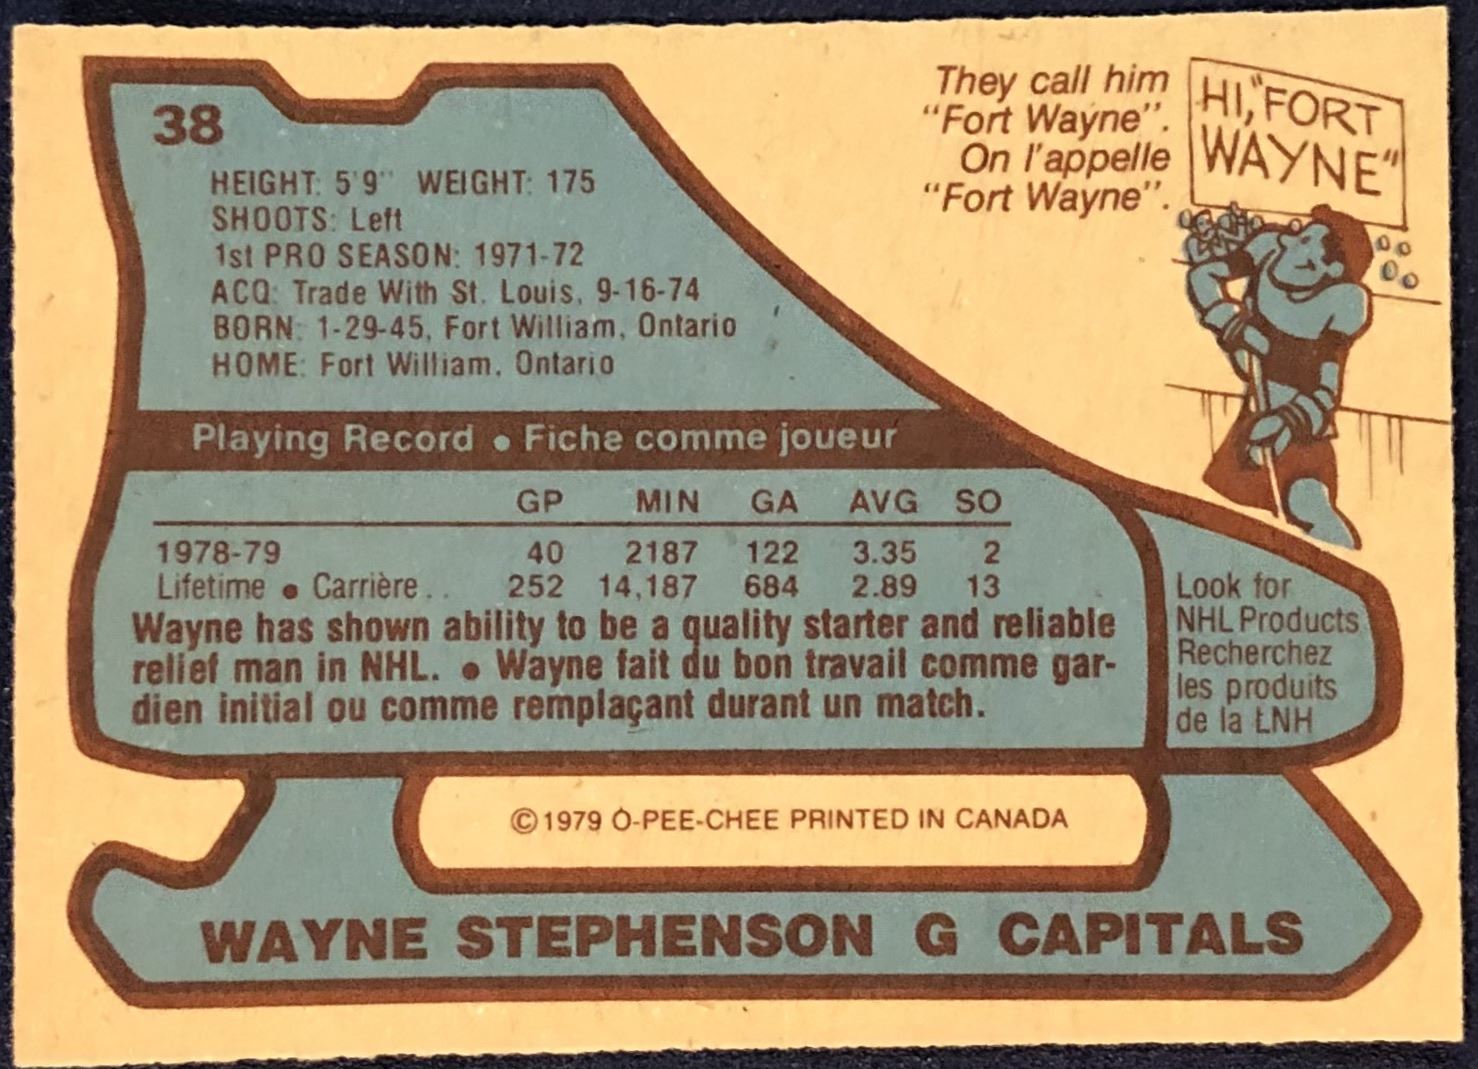 38
HEIGHT: 5'9" WEIGHT: 175
SHOOTS: Left
1st PRO SEASON: 1971-72
ACQ: Trade With St. Louis, 9-16-74
BORN: 1-29-45, Fort William, Ontario
HOME: Fort William, Ontario
They call him
"Fort Wayne".
On l'appelle
"Fort Wayne".
HI, "FORT
WAYNE"
Playing Record • Fiche comme joueur
GP MIN GA AVG SO
1978-79 40 2187 122 3.35 2
Lifetime • Carrière . . 252 14,187 684 2.89 13
Wayne has shown ability to be a quality starter and reliable
relief man in NHL. • Wayne fait du bon travail comme gar-
dien initial ou comme remplaçant durant un match.
Look for
NHL Products
Recherchez
les produits
de la LNH
© 1979 O-PEE-CHEE PRINTED IN CANADA
WAYNE STEPHENSON G CAPITALS